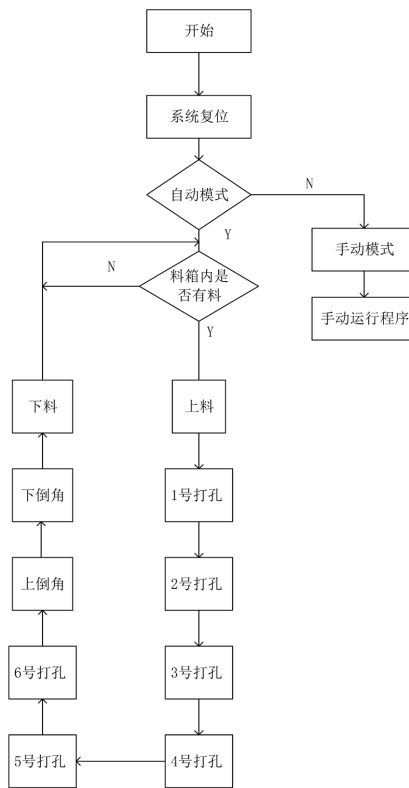 开始
系统复位
自动模式
N
Y
手动模式
N
料箱内是
否有料
Y
手动运行程序
下料
上料
下倒角
1号打孔
上倒角
2号打孔
6号打孔
3号打孔
5号打孔
4号打孔